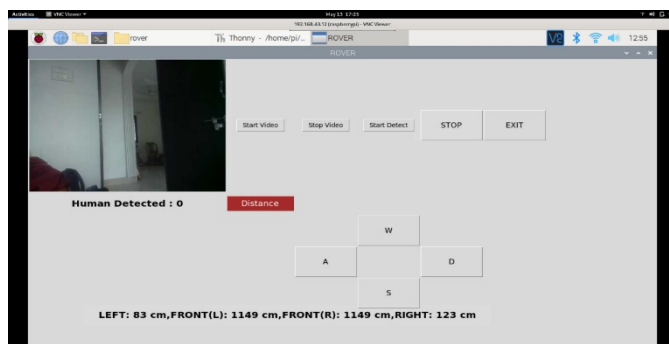 Activities VNC Viewer May 13 17:25
192.168.43.12 (raspberrypi) - VNC Viewer
rover Thonny - /home/pi/... ROVER V2 12:55
ROVER
Start Video Stop Video Start Detect STOP EXIT
Human Detected : 0 Distance
W
A D
S
LEFT: 83 cm,FRONT(L): 1149 cm,FRONT(R): 1149 cm,RIGHT: 123 cm